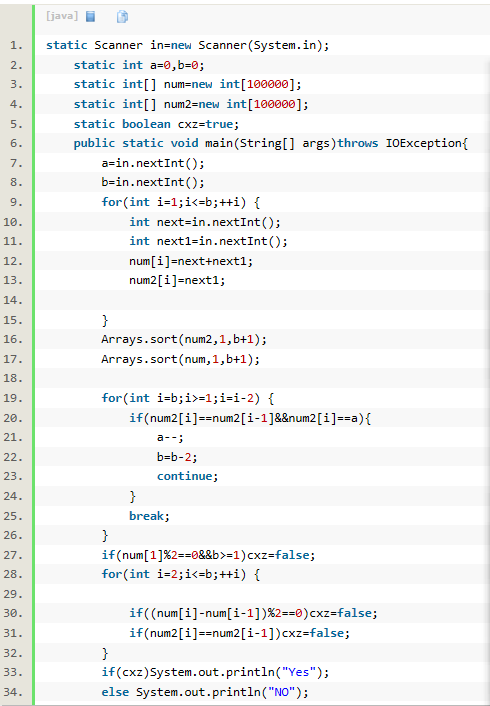 [java]
1. static Scanner in=new Scanner(System.in);
2. static int a=0,b=0;
3. static int[] num=new int[100000];
4. static int[] num2=new int[100000];
5. static boolean cxz=true;
6. public static void main(String[] args)throws IOException{
7. a=in.nextInt();
8. b=in.nextInt();
9. for(int i=1;i<=b;++i) {
10. int next=in.nextInt();
11. int next1=in.nextInt();
12. num[i]=next+next1;
13. num2[i]=next1;
14.
15. }
16. Arrays.sort(num2,1,b+1);
17. Arrays.sort(num,1,b+1);
18.
19. for(int i=b;i>=1;i=i-2) {
20. if(num2[i]==num2[i-1]&&num2[i]==a){
21. a--;
22. b=b-2;
23. continue;
24. }
25. break;
26. }
27. if(num[1]%2==0&&b>=1)cxz=false;
28. for(int i=2;i<=b;++i) {
29.
30. if((num[i]-num[i-1])%2==0)cxz=false;
31. if(num2[i]==num2[i-1])cxz=false;
32. }
33. if(cxz)System.out.println("Yes");
34. else System.out.println("NO");